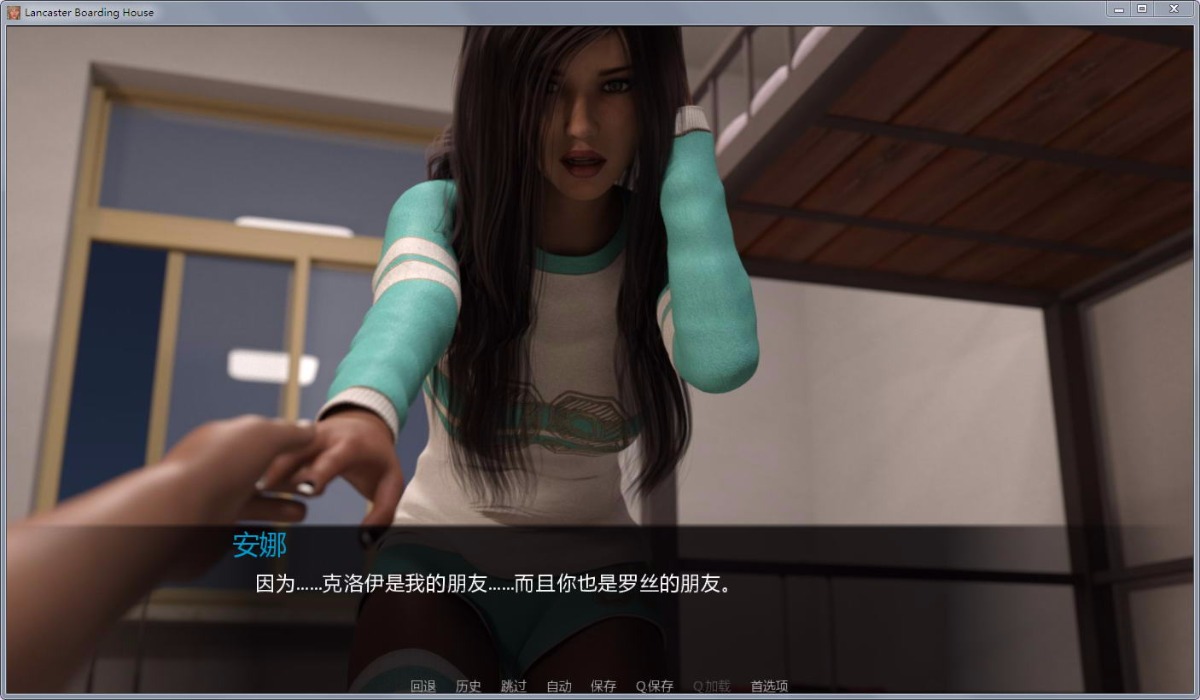 Lancaster Boarding House
安娜
因为……克洛伊是我的朋友……而且你也是罗丝的朋友。
回退 历史 跳过 自动 保存 Q.保存 Q.加载 首选项